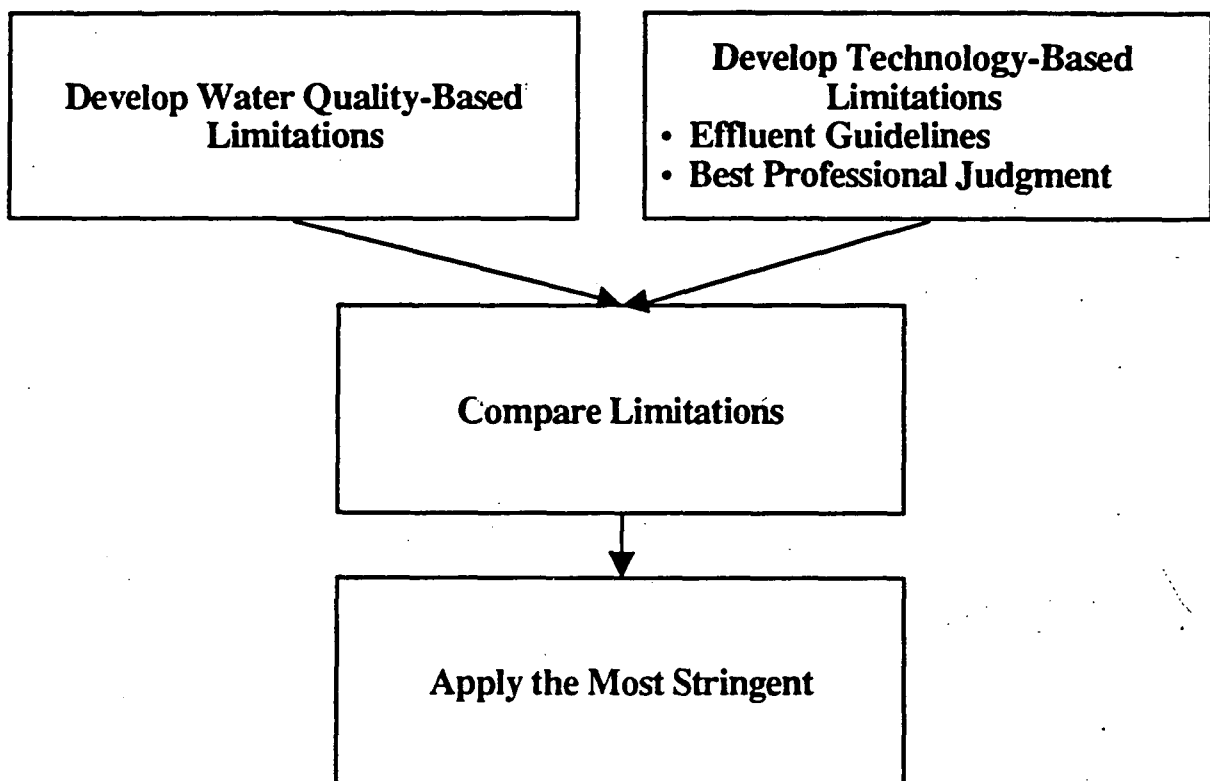 Develop Water Quality-Based
Limitations
Develop Technology-Based
Limitations
• Effluent Guidelines
• Best Professional Judgment
Compare Limitations
Apply the Most Stringent